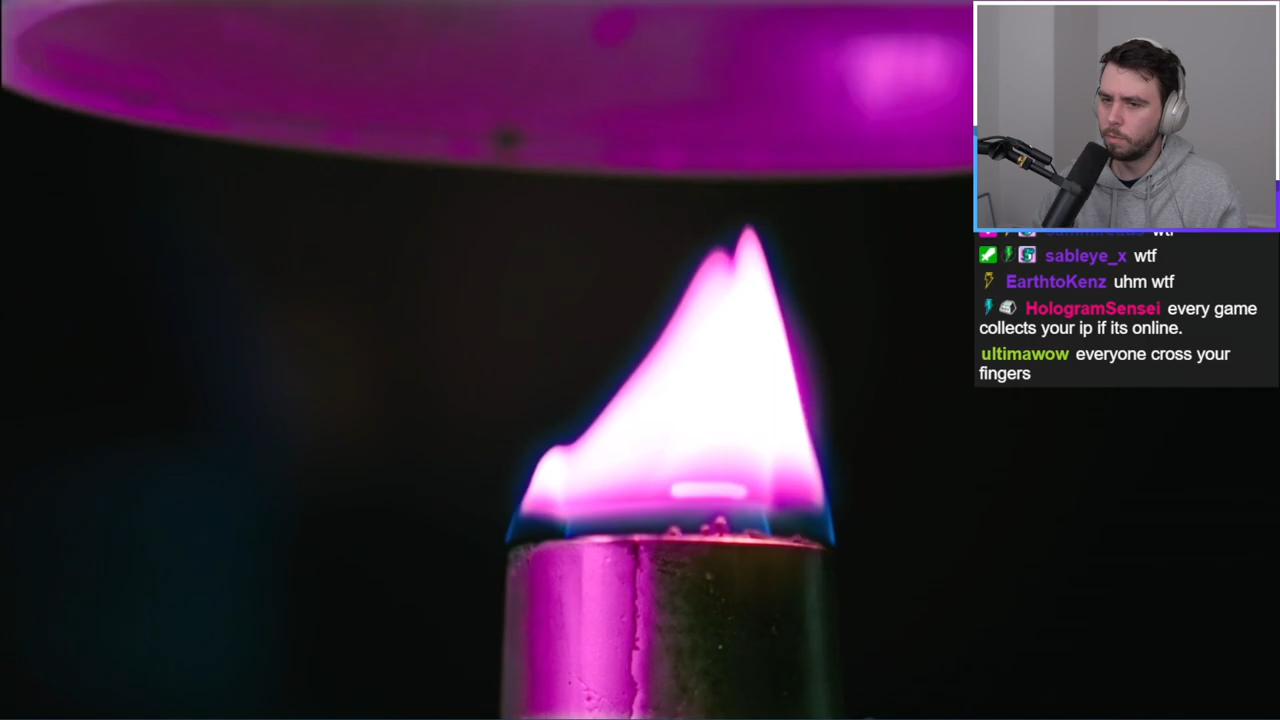 wtf
sableye_x wtf
EarthtoKenz uhm wtf
HologramSensei every game
collects your ip if its online.
ultimawow everyone cross your
fingers